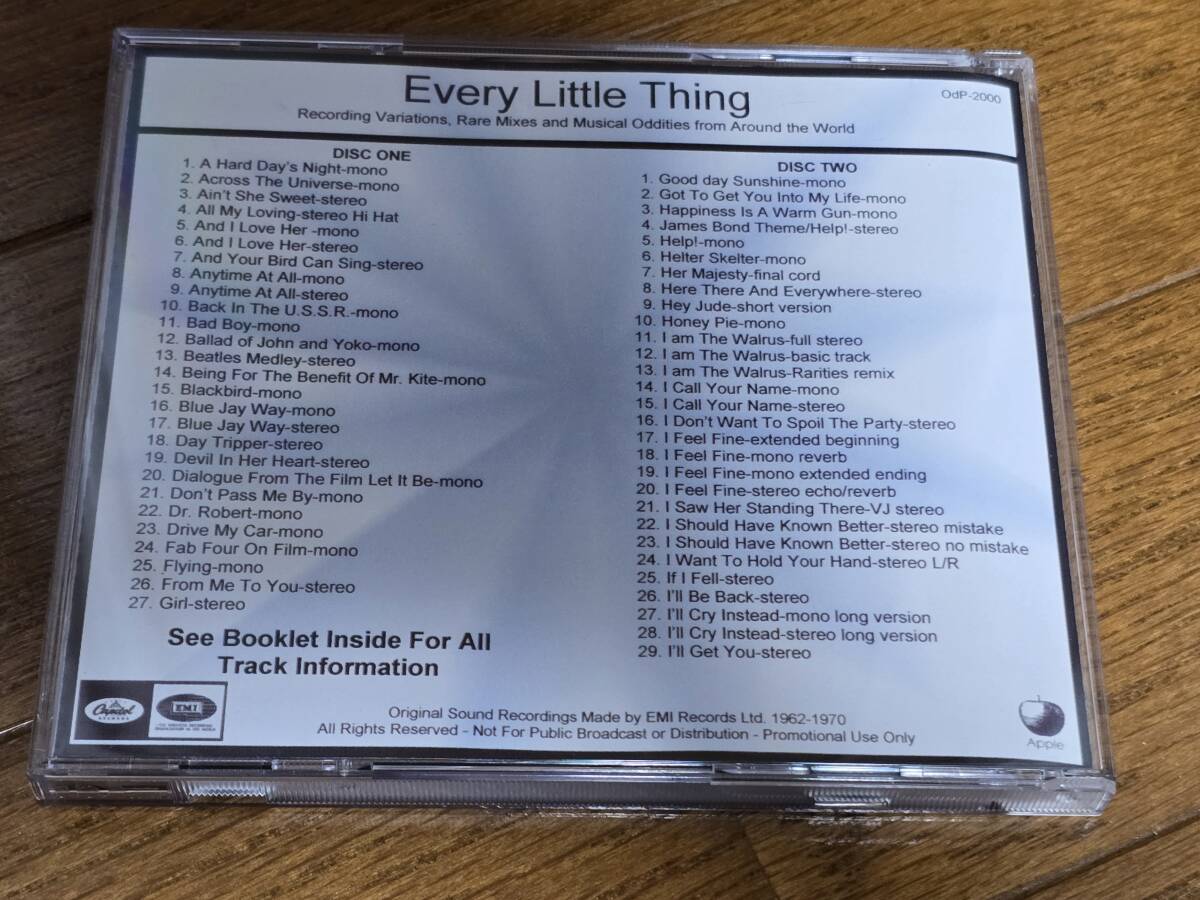 Every Little Thing
OdP-2000
Recording Variations, Rare Mixes and Musical Oddities from Around the World
DISC ONE
1. A Hard Day's Night-mono
2. Across The Universe-mono
3. Ain't She Sweet-stereo
4. All My Loving-stereo Hi Hat
5. And I Love Her -mono
6. And I Love Her-stereo
7. And Your Bird Can Sing-stereo
8. Anytime At All-mono
9. Anytime At All-stereo
10. Back In The U.S.S.R.-mono
11. Bad Boy-mono
12. Ballad of John and Yoko-mono
13. Beatles Medley-stereo
14. Being For The Benefit Of Mr. Kite-mono
15. Blackbird-mono
16. Blue Jay Way-mono
17. Blue Jay Way-stereo
18. Day Tripper-stereo
19. Devil In Her Heart-stereo
20. Dialogue From The Film Let It Be-mono
21. Don't Pass Me By-mono
22. Dr. Robert-mono
23. Drive My Car-mono
24. Fab Four On Film-mono
25. Flying-mono
26. From Me To You-stereo
27. Girl-stereo
See Booklet Inside For All
Track Information
DISC TWO
1. Good day Sunshine-mono
2. Got To Get You Into My Life-mono
3. Happiness Is A Warm Gun-mono
4. James Bond Theme/Help!-stereo
5. Help!-mono
6. Helter Skelter-mono
7. Her Majesty-final cord
8. Here There And Everywhere-stereo
9. Hey Jude-short version
10. Honey Pie-mono
11. I am The Walrus-full stereo
12. I am The Walrus-basic track
13. I am The Walrus-Rarities remix
14. I Call Your Name-mono
15. I Call Your Name-stereo
16. I Don't Want To Spoil The Party-stereo
17. I Feel Fine-extended beginning
18. I Feel Fine-mono reverb
19. I Feel Fine-mono extended ending
20. I Feel Fine-stereo echo/reverb
21. I Saw Her Standing There-VJ stereo
22. I Should Have Known Better-stereo mistake
23. I Should Have Known Better-stereo no mistake
24. I Want To Hold Your Hand-stereo L/R
25. If I Fell-stereo
26. I'll Be Back-stereo
27. I'll Cry Instead-mono long version
28. I'll Cry Instead-stereo long version
29. I'll Get You-stereo
Capitol
RECORDS
EMI
Original Sound Recordings Made by EMI Records Ltd. 1962-1970
All Rights Reserved - Not For Public Broadcast or Distribution - Promotional Use Only
Apple